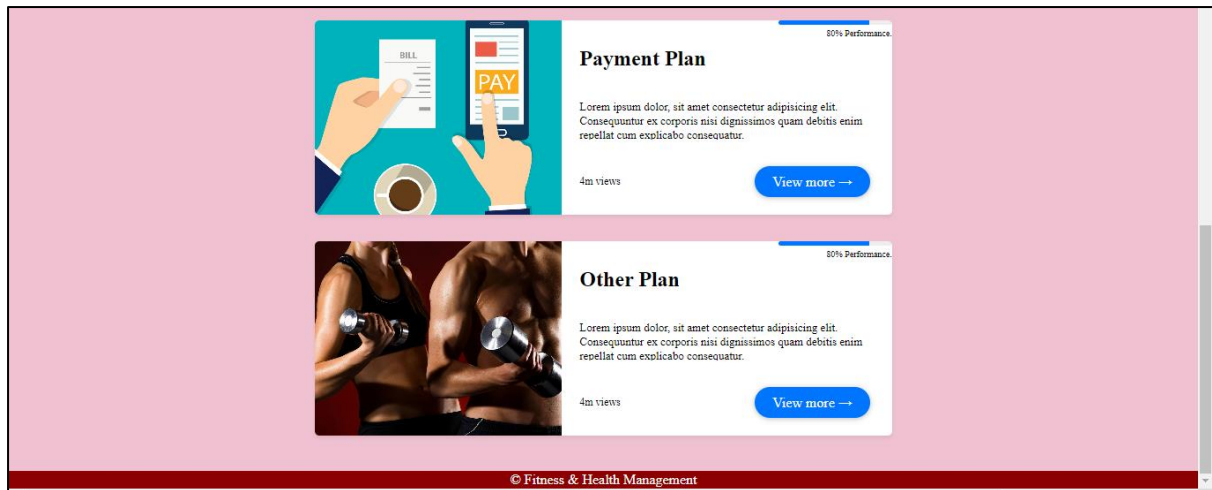 80% Performance.
BILL
PAY
Payment Plan
Lorem ipsum dolor, sit amet consectetur adipisicing elit.
Consequuntur ex corporis nisi dignissimos quam debitis enim
repellat cum explicabo consequatur.
4m views
View more →
80% Performance.
Other Plan
Lorem ipsum dolor, sit amet consectetur adipisicing elit.
Consequuntur ex corporis nisi dignissimos quam debitis enim
repellat cum explicabo consequatur.
4m views
View more →
© Fitness & Health Management